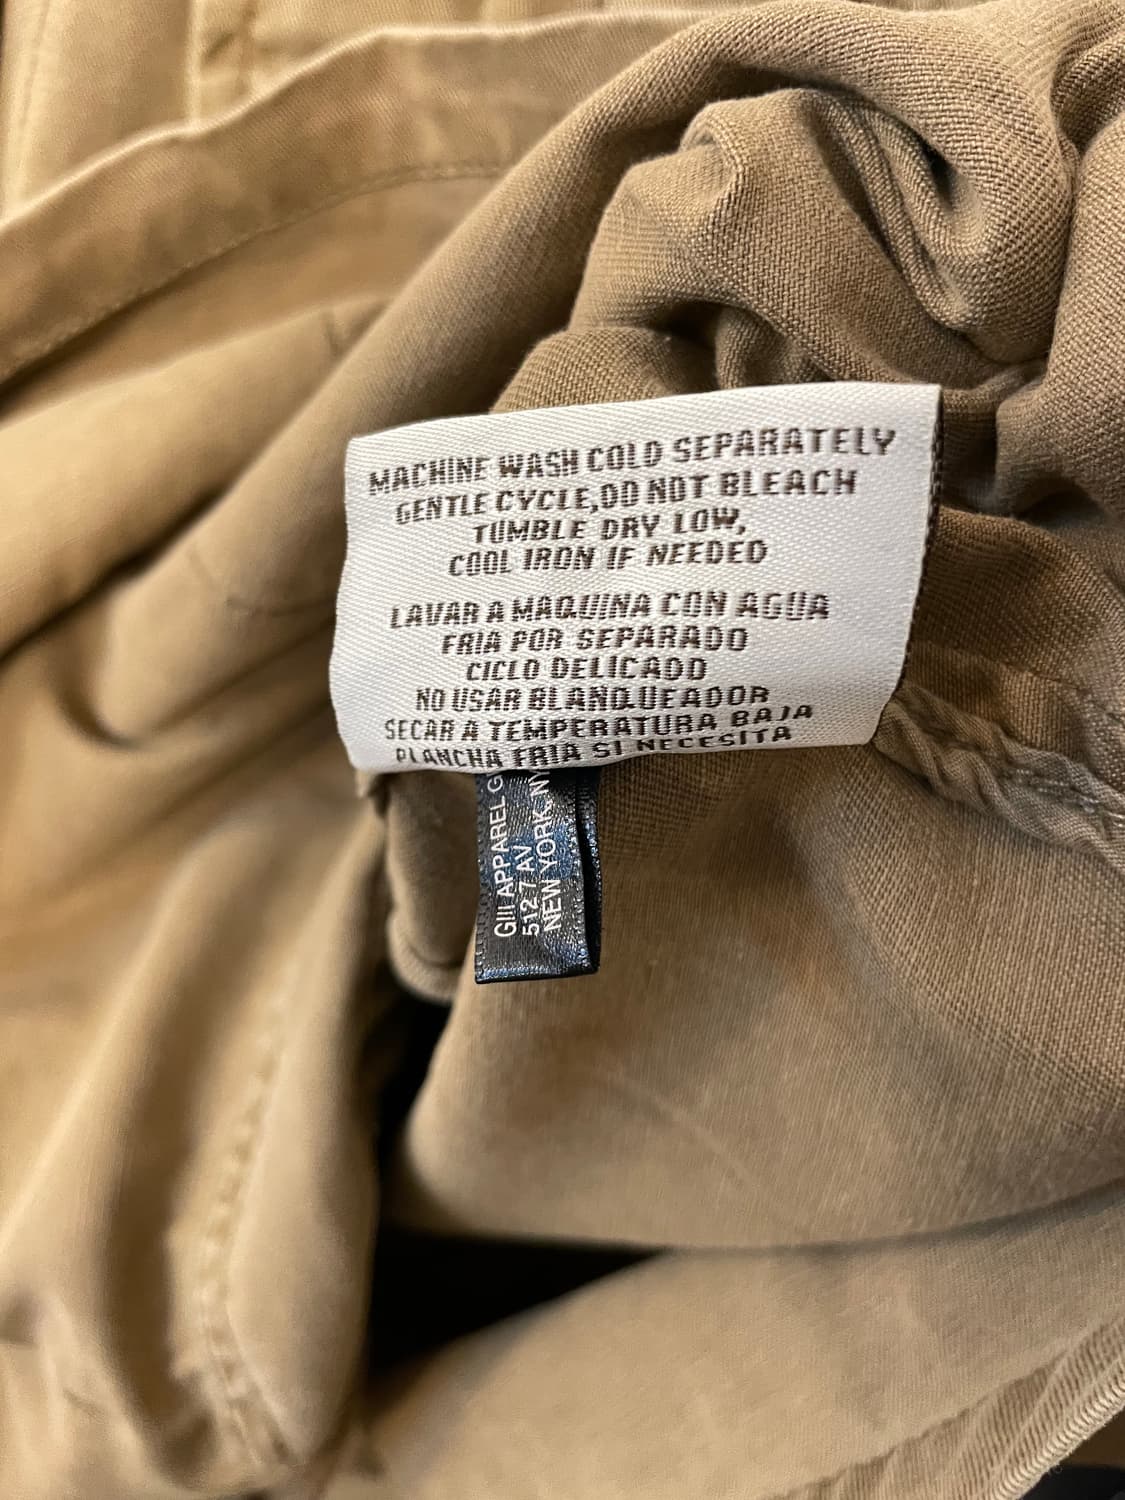 MACHINE WASH COLD SEPARATELY
GENTLE CYCLE,DO NOT BLEACH
TUMBLE DRY LOW,
COOL IRON IF NEEDED
LAVAR A MAQUINA CON AGUA
FRIA POR SEPARADO
CICLO DELICADO
NO USAR BLANQUEADOR
SECAR A TEMPERATURA BAJA
PLANCHA FRIA SI NECESITA
GIII APPAREL G
512 7 AV
NEW YORK, NY